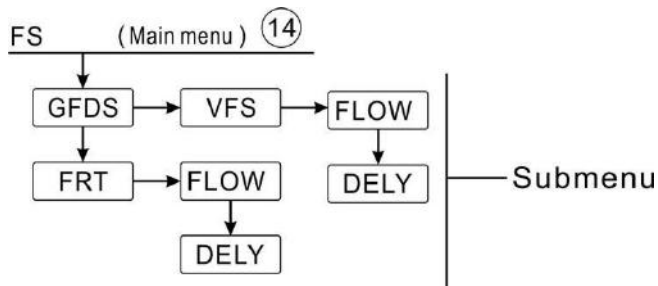 FS (Main menu) 14
GFDS VFS FLOW
FRT FLOW DELY
DELY
Submenu